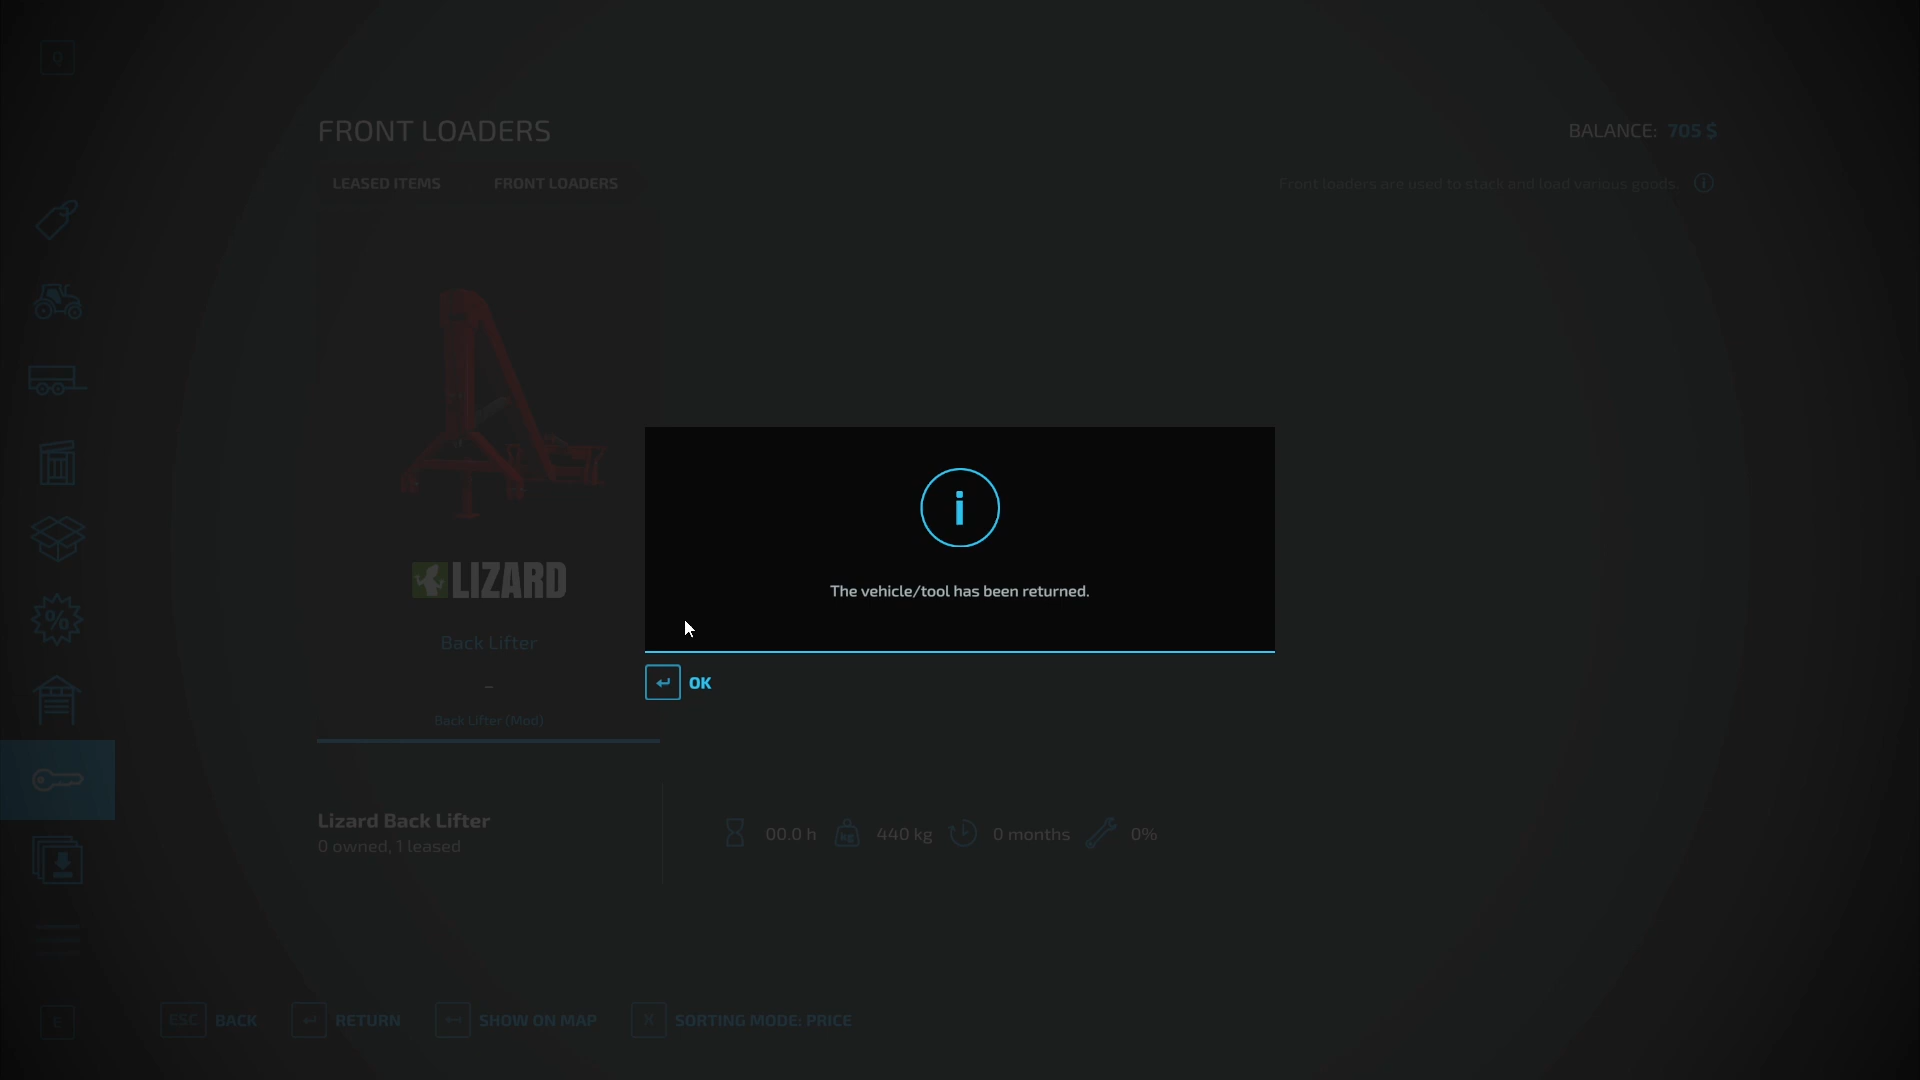 Q
FRONT LOADERS
BALANCE: 705 $
LEASED ITEMS FRONT LOADERS
Front loaders are used to stack and load various goods.
LIZARD
Back Lifter
–
Back Lifter (Mod)
The vehicle/tool has been returned.
OK
Lizard Back Lifter
0 owned, 1 leased
00.0 h 440 kg 0 months 0%
E
ESC BACK RETURN SHOW ON MAP X SORTING MODE: PRICE